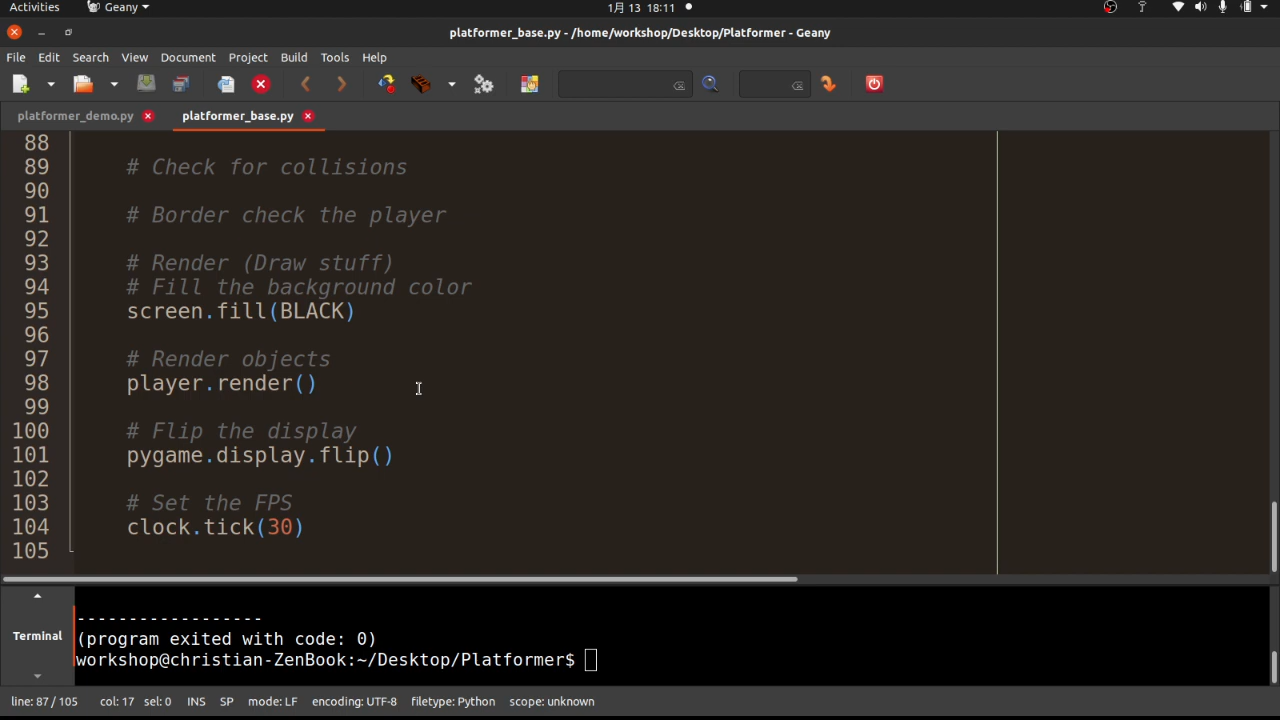 Activities Geany 1月 13 18:11
platformer_base.py - /home/workshop/Desktop/Platformer - Geany
File Edit Search View Document Project Build Tools Help
platformer_demo.py platformer_base.py
88
89 # Check for collisions
90
91 # Border check the player
92
93 # Render (Draw stuff)
94 # Fill the background color
95 screen.fill(BLACK)
96
97 # Render objects
98 player.render()
99
100 # Flip the display
101 pygame.display.flip()
102
103 # Set the FPS
104 clock.tick(30)
105
------------------
Terminal (program exited with code: 0)
workshop@christian-ZenBook:~/Desktop/Platformer$
line: 87 / 105 col: 17 sel: 0 INS SP mode: LF encoding: UTF-8 filetype: Python scope: unknown